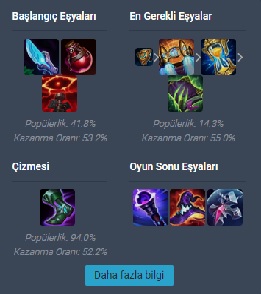 Başlangıç Eşyaları
En Gerekli Eşyalar
Popülerlik: 41.8%
Kazanma Oranı: 53.2%
Popülerlik: 14.3%
Kazanma Oranı: 55.0%
Çizmesi
Oyun Sonu Eşyaları
Popülerlik: 94.0%
Kazanma Oranı: 52.2%
Daha fazla bilgi